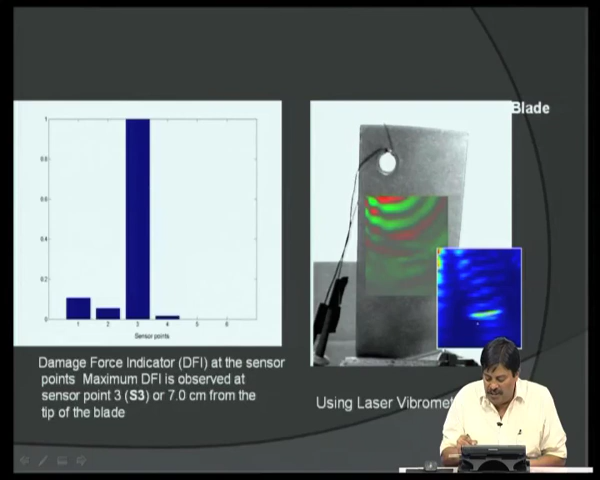 Blade
1
0.8
0.6
0.4
0.2
0
1 2 3 4 5 6
Sensor points
Damage Force Indicator (DFI) at the sensor
points Maximum DFI is observed at
sensor point 3 (S3) or 7.0 cm from the
tip of the blade
Using Laser